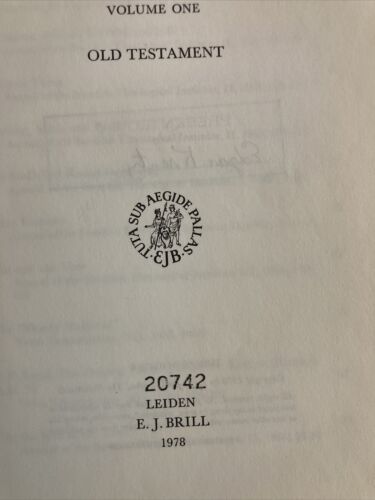 VOLUME ONE
OLD TESTAMENT
TUTA SUB AEGIDE PALLAS
·EJB·
20742
LEIDEN
E. J. BRILL
1978